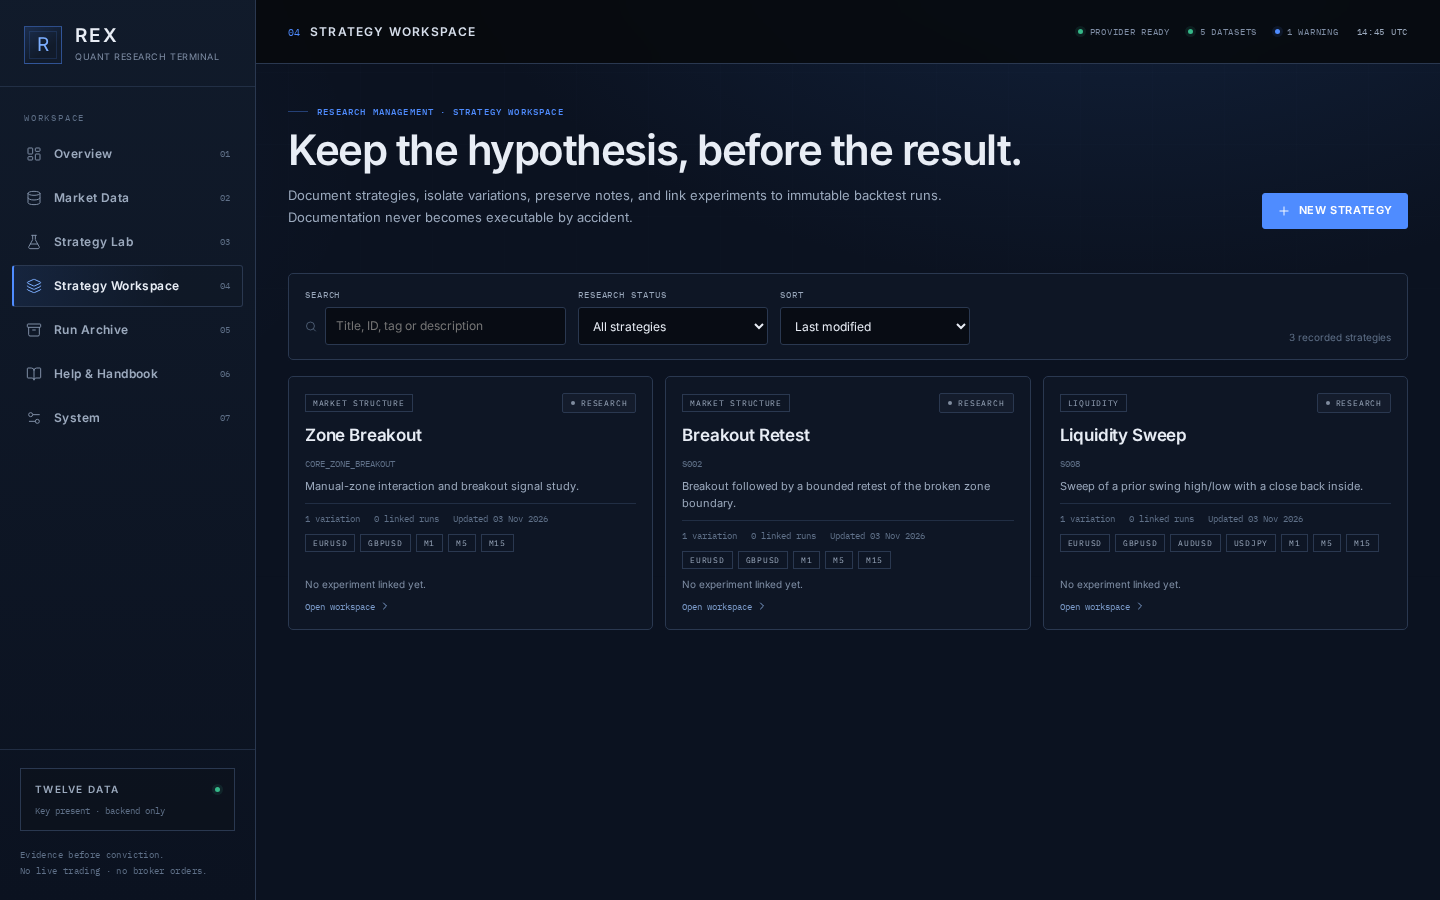 R
REX
QUANT RESEARCH TERMINAL
WORKSPACE
Overview 01
Market Data 02
Strategy Lab 03
Strategy Workspace 04
Run Archive 05
Help & Handbook 06
System 07
TWELVE DATA
Key present · backend only
Evidence before conviction.
No live trading · no broker orders.
04 STRATEGY WORKSPACE
PROVIDER READY 5 DATASETS 1 WARNING 14:45 UTC
RESEARCH MANAGEMENT · STRATEGY WORKSPACE
Keep the hypothesis, before the result.
Document strategies, isolate variations, preserve notes, and link experiments to immutable backtest runs.
Documentation never becomes executable by accident.
NEW STRATEGY
SEARCH RESEARCH STATUS SORT
Title, ID, tag or description All strategies Last modified
3 recorded strategies
MARKET STRUCTURE RESEARCH
Zone Breakout
CORE_ZONE_BREAKOUT
Manual-zone interaction and breakout signal study.
1 variation 0 linked runs Updated 03 Nov 2026
EURUSD GBPUSD M1 M5 M15
No experiment linked yet.
Open workspace
MARKET STRUCTURE RESEARCH
Breakout Retest
S002
Breakout followed by a bounded retest of the broken zone
boundary.
1 variation 0 linked runs Updated 03 Nov 2026
EURUSD GBPUSD M1 M5 M15
No experiment linked yet.
Open workspace
LIQUIDITY RESEARCH
Liquidity Sweep
S008
Sweep of a prior swing high/low with a close back inside.
1 variation 0 linked runs Updated 03 Nov 2026
EURUSD GBPUSD AUDUSD USDJPY M1 M5 M15
No experiment linked yet.
Open workspace